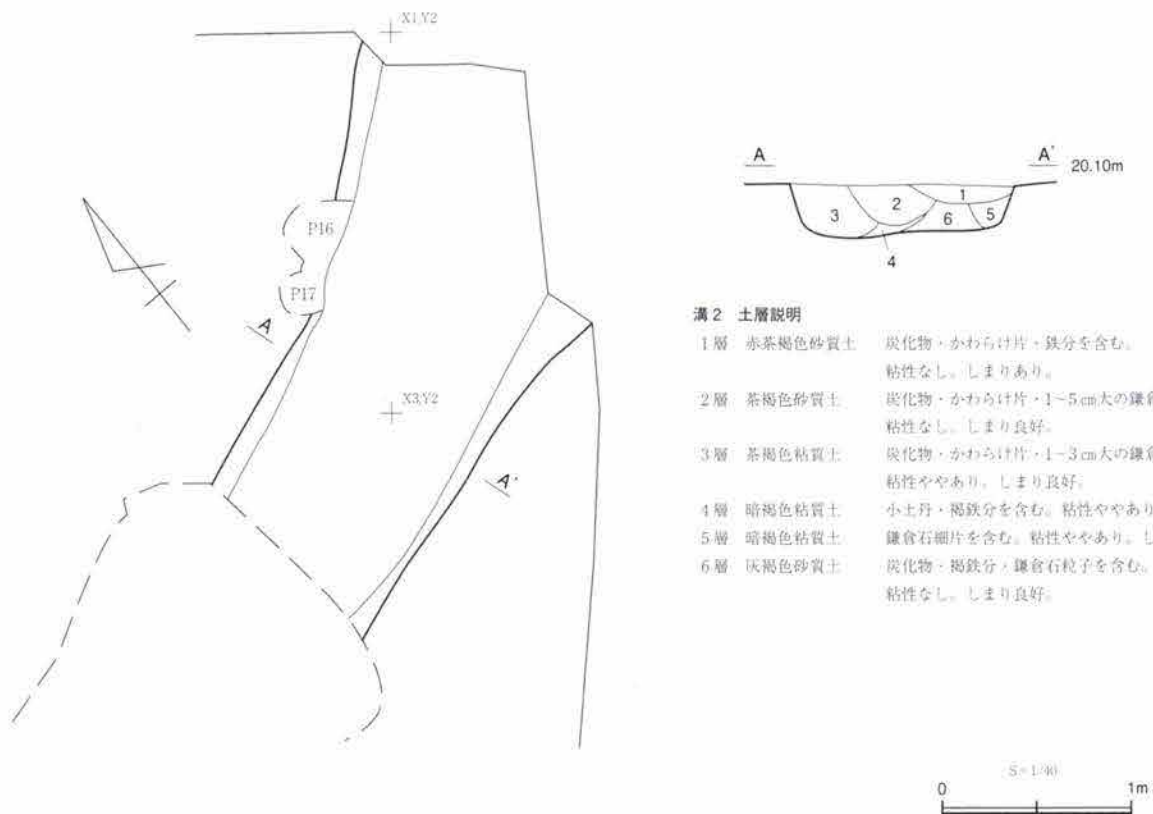 X1,Y2
P16
P17
A
X3,Y2
A'
A A' 20.10m
1
2
3
5
6
4
溝2 土層説明
1層 赤茶褐色砂質土 炭化物・かわらけ片・鉄分を含む。
粘性なし。しまりあり。
2層 茶褐色砂質土 炭化物・かわらけ片・1~5㎝大の鎌倉
粘性なし。しまり良好。
3層 茶褐色粘質土 炭化物・かわらけ片・1~3㎝大の鎌倉
粘性ややあり。しまり良好。
4層 暗褐色粘質土 小土丹・褐鉄分を含む。粘性ややあり
5層 暗褐色粘質土 鎌倉石細片を含む。粘性ややあり。し
6層 灰褐色砂質土 炭化物・褐鉄分・鎌倉石粒子を含む。
粘性なし。しまり良好。
S=1/40
0 1m